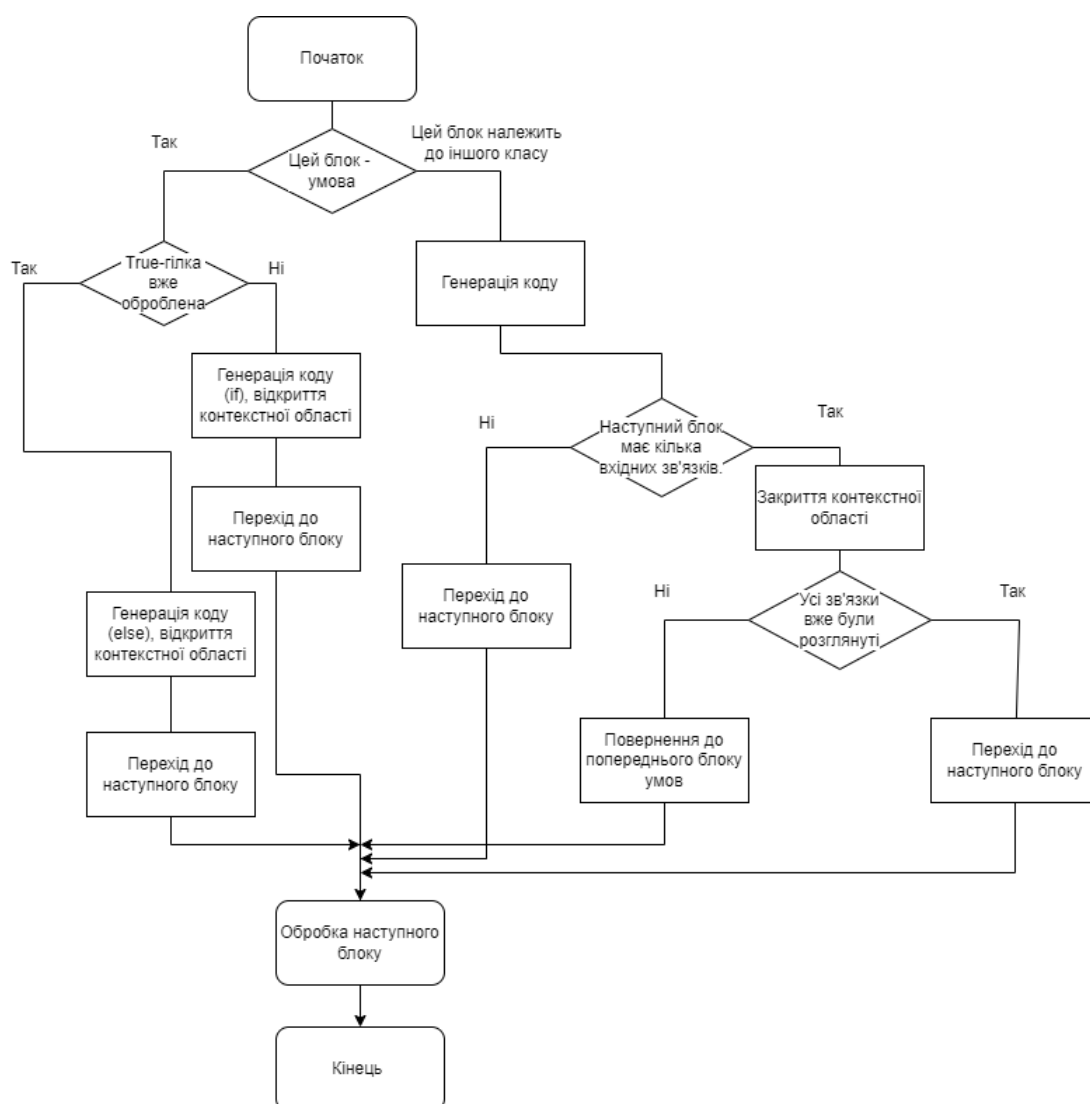 Початок
Так
Цей блок -
умова
Цей блок належить
до іншого класу
Так
True-гілка
вже
оброблена
Ні
Генерація коду
Генерація коду
(if), відкриття
контекстної області
Перехід до
наступного блоку
Генерація коду
(else), відкриття
контекстної області
Перехід до
наступного блоку
Ні
Наступний блок
має кілька
вхідних зв'язків.
Так
Закриття контекстної
області
Перехід до
наступного блоку
Ні
Усі зв'язки
вже були
розглянуті
Так
Повернення до
попереднього блоку
умов
Перехід до
наступного блоку
Обробка наступного
блоку
Кінець